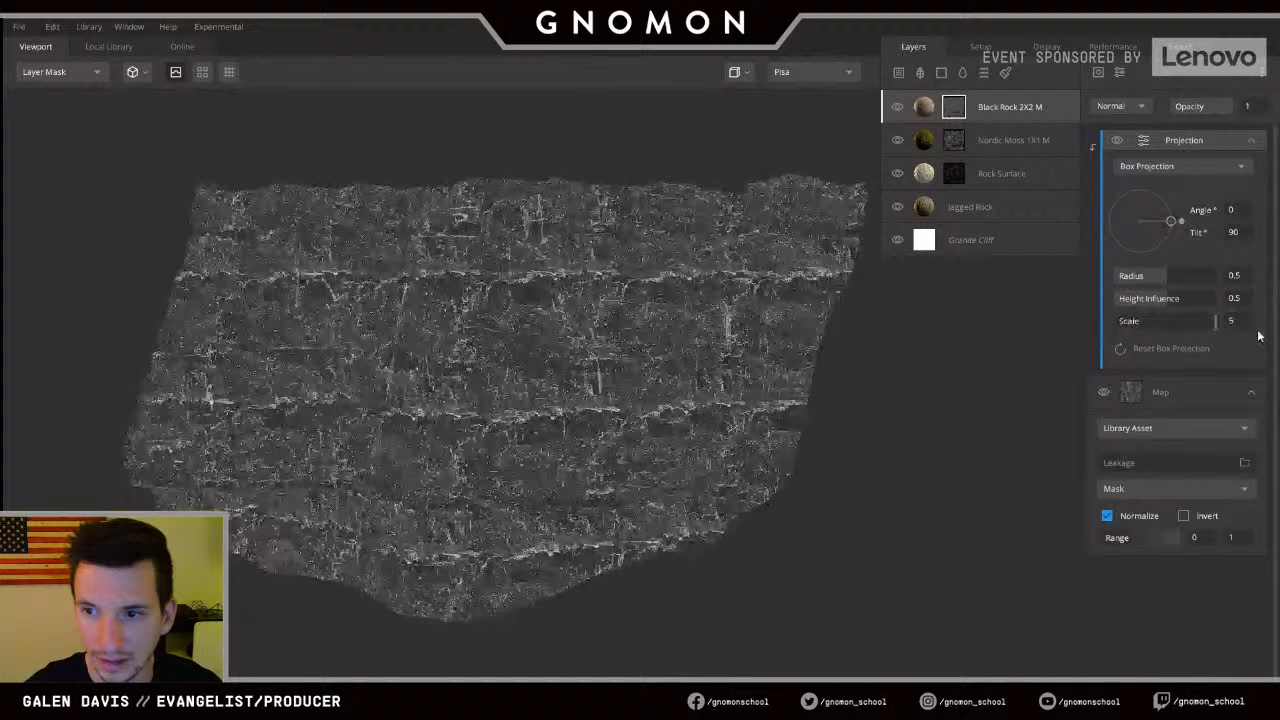 GNOMON
File Edit Library Window Help Experimental
Viewport Local Library Online
Layers Setup Display Performance
EVENT SPONSORED BY Lenovo
Layer Mask
Pisa
Black Rock 2X2 M
Nordic Moss 1X1 M
Rock Surface
Jagged Rock
Granite Cliff
Normal Opacity 1
Projection
Box Projection
Angle ° 0
Tilt ° 90
Radius 0.5
Height Influence 0.5
Scale 5
Reset Box Projection
Map
Library Asset
Leakage
Mask
Normalize Invert
Range 0 1
GALEN DAVIS // EVANGELIST/PRODUCER
/gnomonschool /gnomon_school /gnomon_school /gnomonschool /gnomon_school